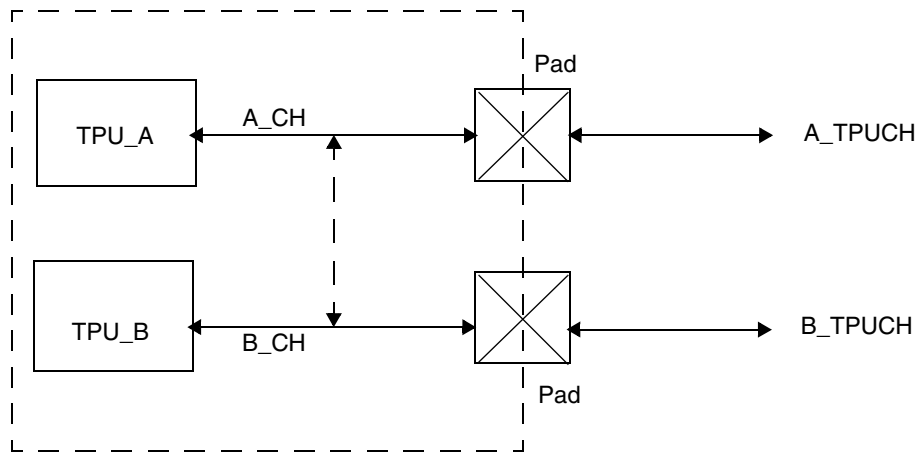 Pad
TPU_A
A_CH
A_TPUCH
TPU_B
B_CH
B_TPUCH
Pad